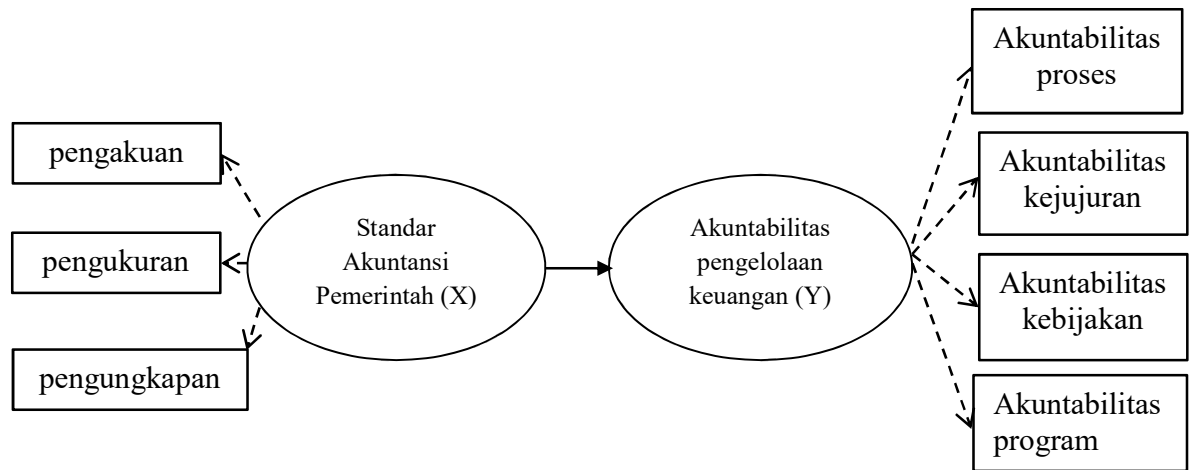 pengakuan
pengukuran
pengungkapan
Standar
Akuntansi
Pemerintah (X)
Akuntabilitas
pengelolaan
keuangan (Y)
Akuntabilitas
proses
Akuntabilitas
kejujuran
Akuntabilitas
kebijakan
Akuntabilitas
program